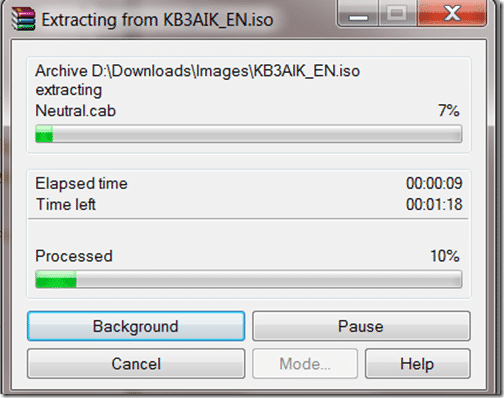 Extracting from KB3AIK_EN.iso
Archive D:\Downloads\Images\KB3AIK_EN.iso
extracting
Neutral.cab 7%
Elapsed time 00:00:09
Time left 00:01:18
Processed 10%
Background Pause
Cancel Mode... Help